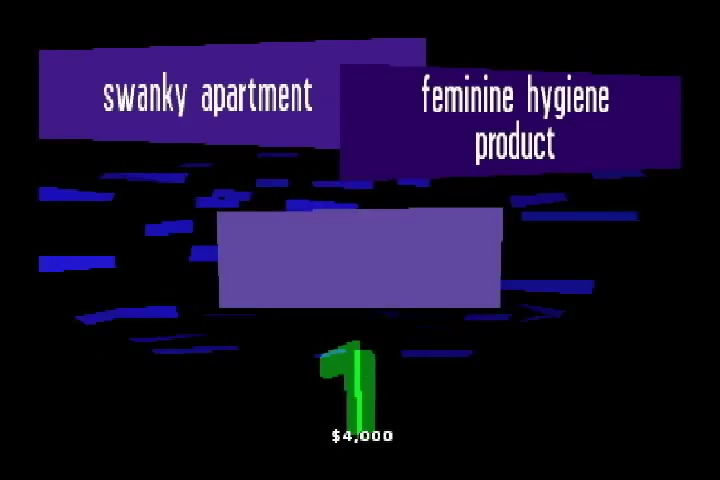 swanky apartment
feminine hygiene
product
1
$4,000